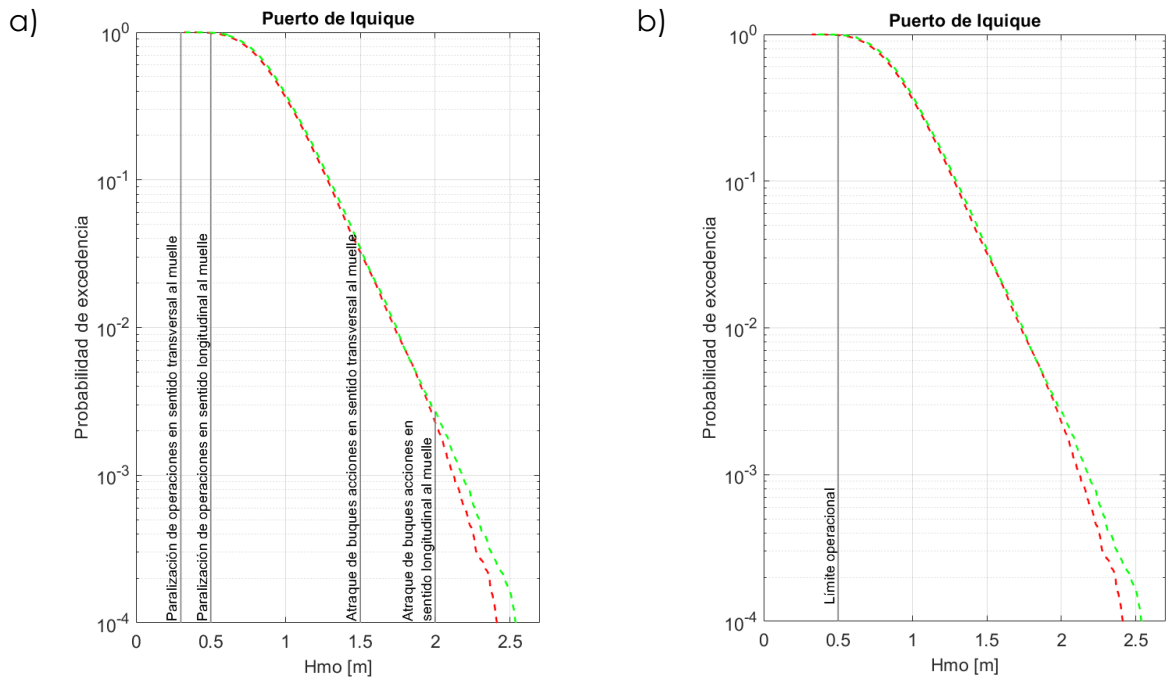 a)
Puerto de Iquique
10^0
10^-1
10^-2
10^-3
10^-4
Probabilidad de excedencia
Paralización de operaciones en sentido transversal al muelle
Paralización de operaciones en sentido longitudinal al muelle
Atraque de buques acciones en sentido transversal al muelle
Atraque de buques acciones en
sentido longitudinal al muelle
0 0.5 1 1.5 2 2.5
Hmo [m]
b)
Puerto de Iquique
10^0
10^-1
10^-2
10^-3
10^-4
Probabilidad de excedencia
Límite operacional
0 0.5 1 1.5 2 2.5
Hmo [m]